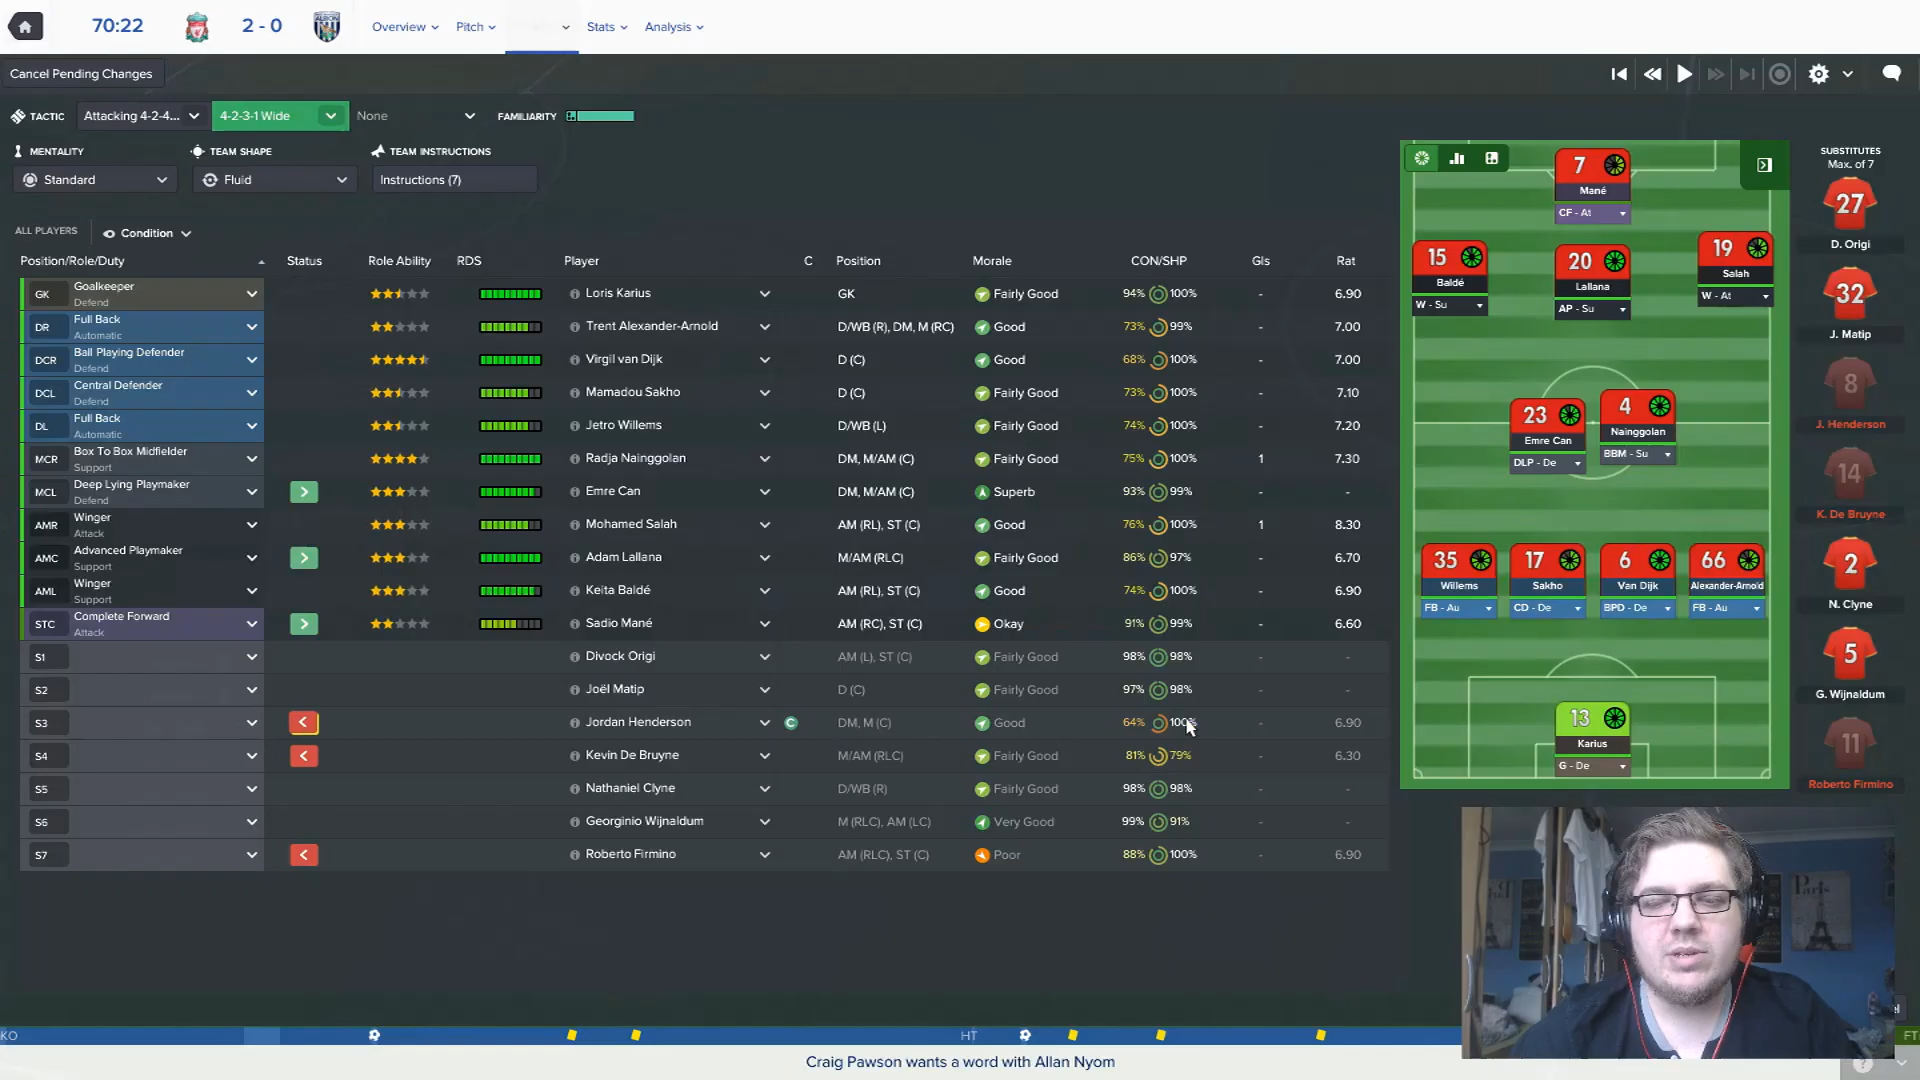 70:22
2 - 0
ALBION
Overview
Pitch
Stats
Analysis
Cancel Pending Changes
TACTIC
Attacking 4-2-4...
4-2-3-1 Wide
None
FAMILIARITY
MENTALITY
TEAM SHAPE
TEAM INSTRUCTIONS
Standard
Fluid
Instructions (7)
ALL PLAYERS
Condition
Position/Role/Duty Status Role Ability RDS Player C Position Morale CON/SHP Gls Rat
GK Goalkeeper Defend Loris Karius GK Fairly Good 94% 100% - 6.90
DR Full Back Automatic Trent Alexander-Arnold D/WB (R), DM, M (RC) Good 73% 99% - 7.00
DCR Ball Playing Defender Defend Virgil van Dijk D (C) Good 68% 100% - 7.00
DCL Central Defender Defend Mamadou Sakho D (C) Fairly Good 73% 100% - 7.10
DL Full Back Automatic Jetro Willems D/WB (L) Fairly Good 74% 100% - 7.20
MCR Box To Box Midfielder Support Radja Nainggolan DM, M/AM (C) Fairly Good 75% 100% 1 7.30
MCL Deep Lying Playmaker Defend Emre Can DM, M/AM (C) Superb 93% 99% - -
AMR Winger Attack Mohamed Salah AM (RL), ST (C) Good 76% 100% 1 8.30
AMC Advanced Playmaker Support Adam Lallana M/AM (RLC) Fairly Good 86% 97% - 6.70
AML Winger Support Keita Baldé AM (RL), ST (C) Good 74% 100% - 6.90
STC Complete Forward Attack Sadio Mané AM (RC), ST (C) Okay 91% 99% - 6.60
S1 Divock Origi AM (L), ST (C) Fairly Good 98% 98% - -
S2 Joël Matip D (C) Fairly Good 97% 98% - -
S3 Jordan Henderson C DM, M (C) Good 64% 100% - 6.90
S4 Kevin De Bruyne M/AM (RLC) Fairly Good 81% 79% - 6.30
S5 Nathaniel Clyne D/WB (R) Fairly Good 98% 98% - -
S6 Georginio Wijnaldum M (RLC), AM (LC) Very Good 99% 91% - -
S7 Roberto Firmino AM (RLC), ST (C) Poor 88% 100% - 6.90
7
Mané
CF - At
15 20 19
Baldé Lallana Salah
W - Su AP - Su W - At
23 4
Emre Can Nainggolan
DLP - De BBM - Su
35 17 6 66
Willems Sakho Van Dijk Alexander-Arnold
FB - Au CD - De BPD - De FB - Au
13
Karius
G - De
SUBSTITUTES
Max. of 7
27
D. Origi
32
J. Matip
8
J. Henderson
14
K. De Bruyne
2
N. Clyne
5
G. Wijnaldum
11
Roberto Firmino
Paris
KO
HT
FT
Craig Pawson wants a word with Allan Nyom